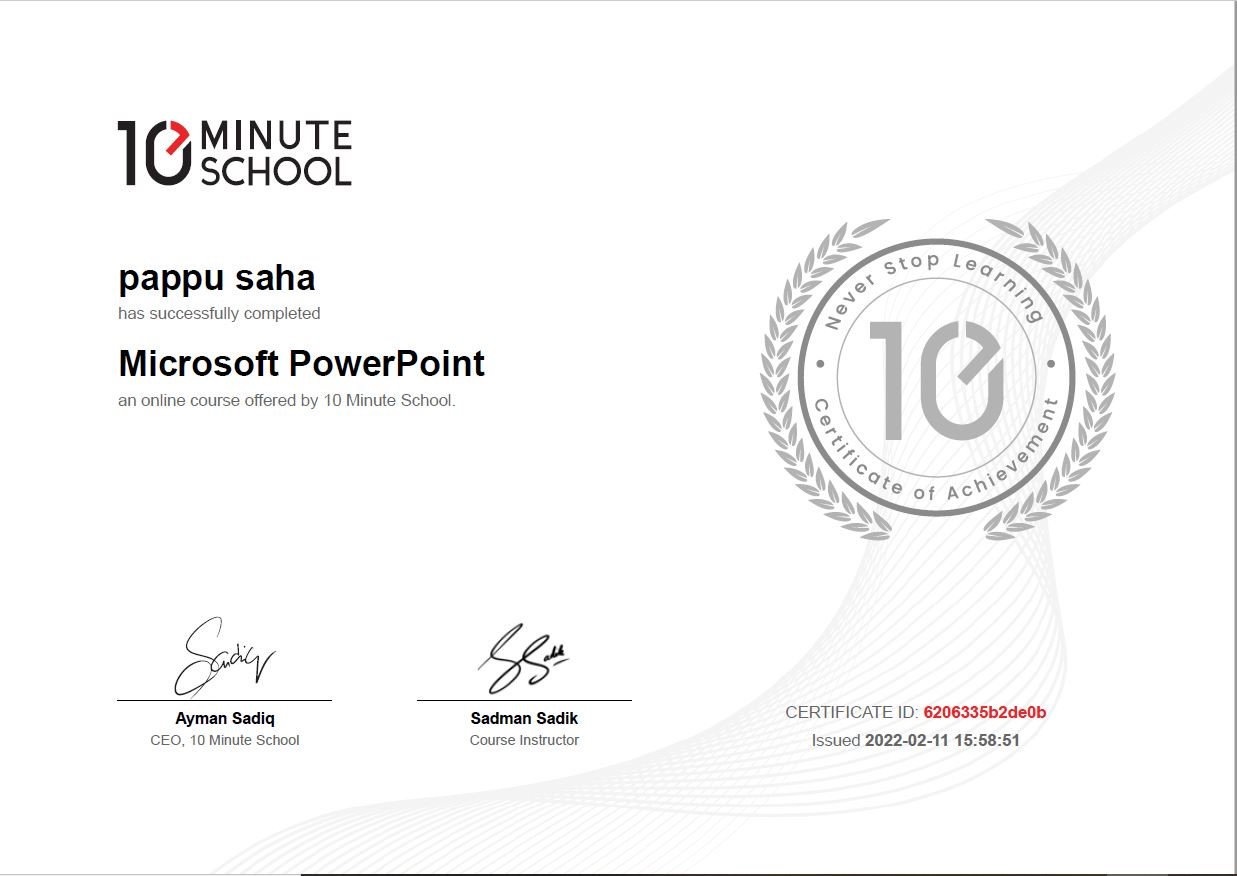 10 MINUTE
SCHOOL
pappu saha
has successfully completed
Microsoft PowerPoint
an online course offered by 10 Minute School.
Never Stop Learning
10
Certificate of Achievement
Sadiq
Ayman Sadiq
CEO, 10 Minute School
Sadman Sadik
Course Instructor
CERTIFICATE ID: 6206335b2de0b
Issued 2022-02-11 15:58:51